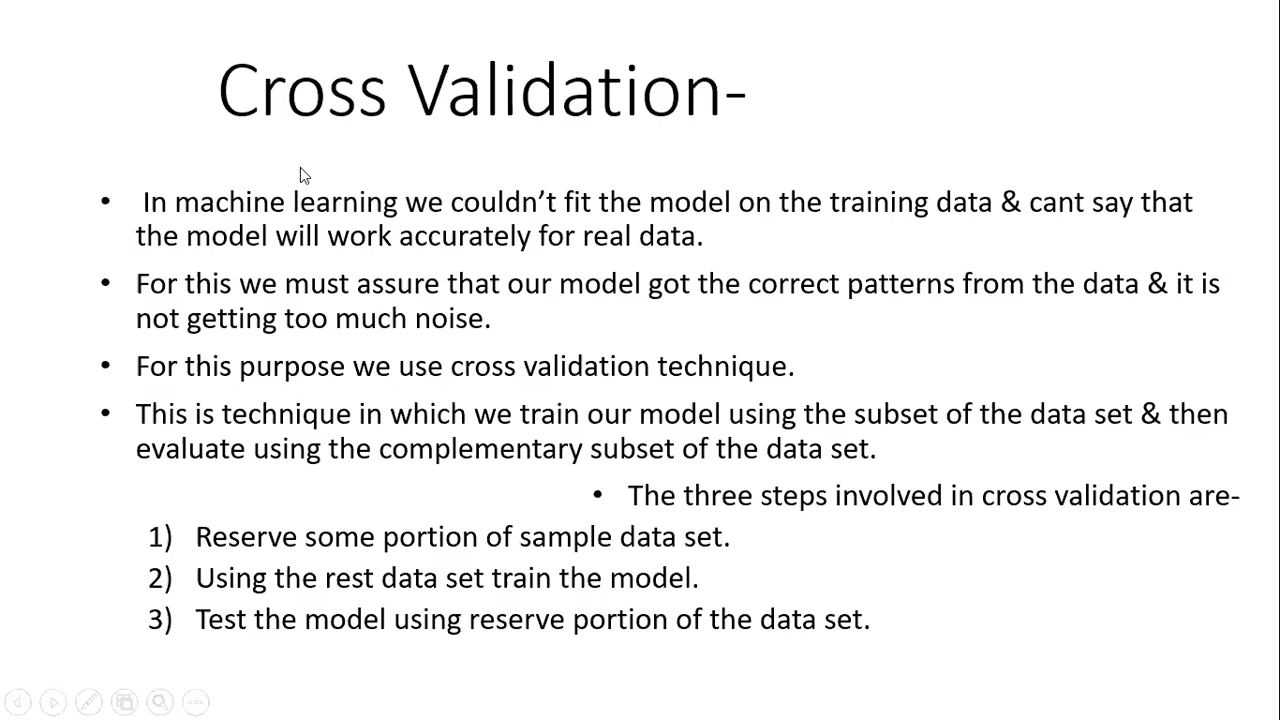 Cross Validation-
• In machine learning we couldn’t fit the model on the training data & cant say that
the model will work accurately for real data.
• For this we must assure that our model got the correct patterns from the data & it is
not getting too much noise.
• For this purpose we use cross validation technique.
• This is technique in which we train our model using the subset of the data set & then
evaluate using the complementary subset of the data set.
• The three steps involved in cross validation are-
1) Reserve some portion of sample data set.
2) Using the rest data set train the model.
3) Test the model using reserve portion of the data set.